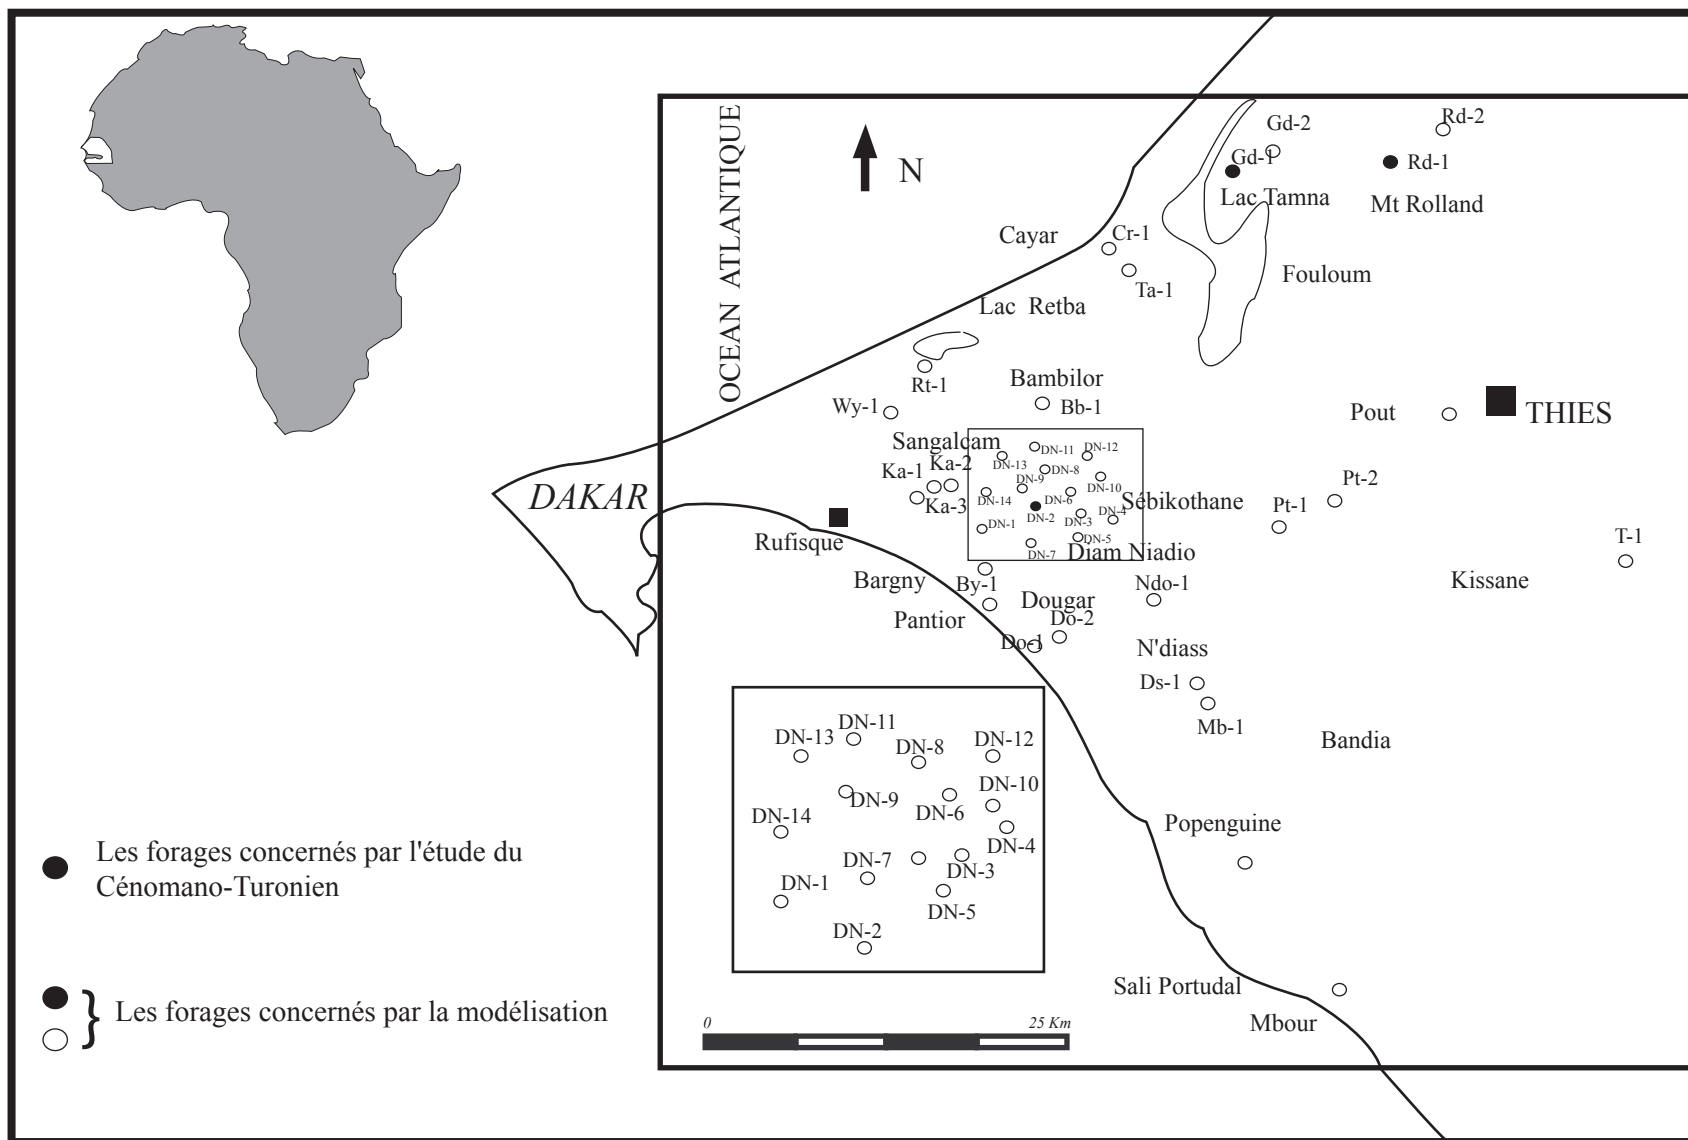 OCEAN ATLANTIQUE
N
Gd-2
Rd-2
Gd-1
Rd-1
Lac Tamna
Mt Rolland
Cayar
Cr-1
Fouloum
Ta-1
Lac Retba
Rt-1
Bambilor
Wy-1
Bb-1
Pout
THIES
Sangalcam
Ka-1
Ka-2
Ka-3
DN-11
DN-12
DN-13
DN-8
DN-9
DN-10
DN-14
DN-6
DN-2
DN-3
DN-4
DN-1
DN-5
DN-7
Sébikothane
Pt-2
Pt-1
DAKAR
Rufisque
Diam Niadio
T-1
Bargny
By-1
Ndo-1
Kissane
Pantior
Dougar
Do-2
Do-1
N'diass
Ds-1
Mb-1
Bandia
DN-11
DN-13
DN-8
DN-12
DN-10
DN-9
DN-6
DN-14
DN-4
DN-7
DN-3
DN-1
DN-5
DN-2
Popenguine
Les forages concernés par l'étude du
Cénomano-Turonien
} Les forages concernés par la modélisation
Sali Portudal
Mbour
0
25 Km